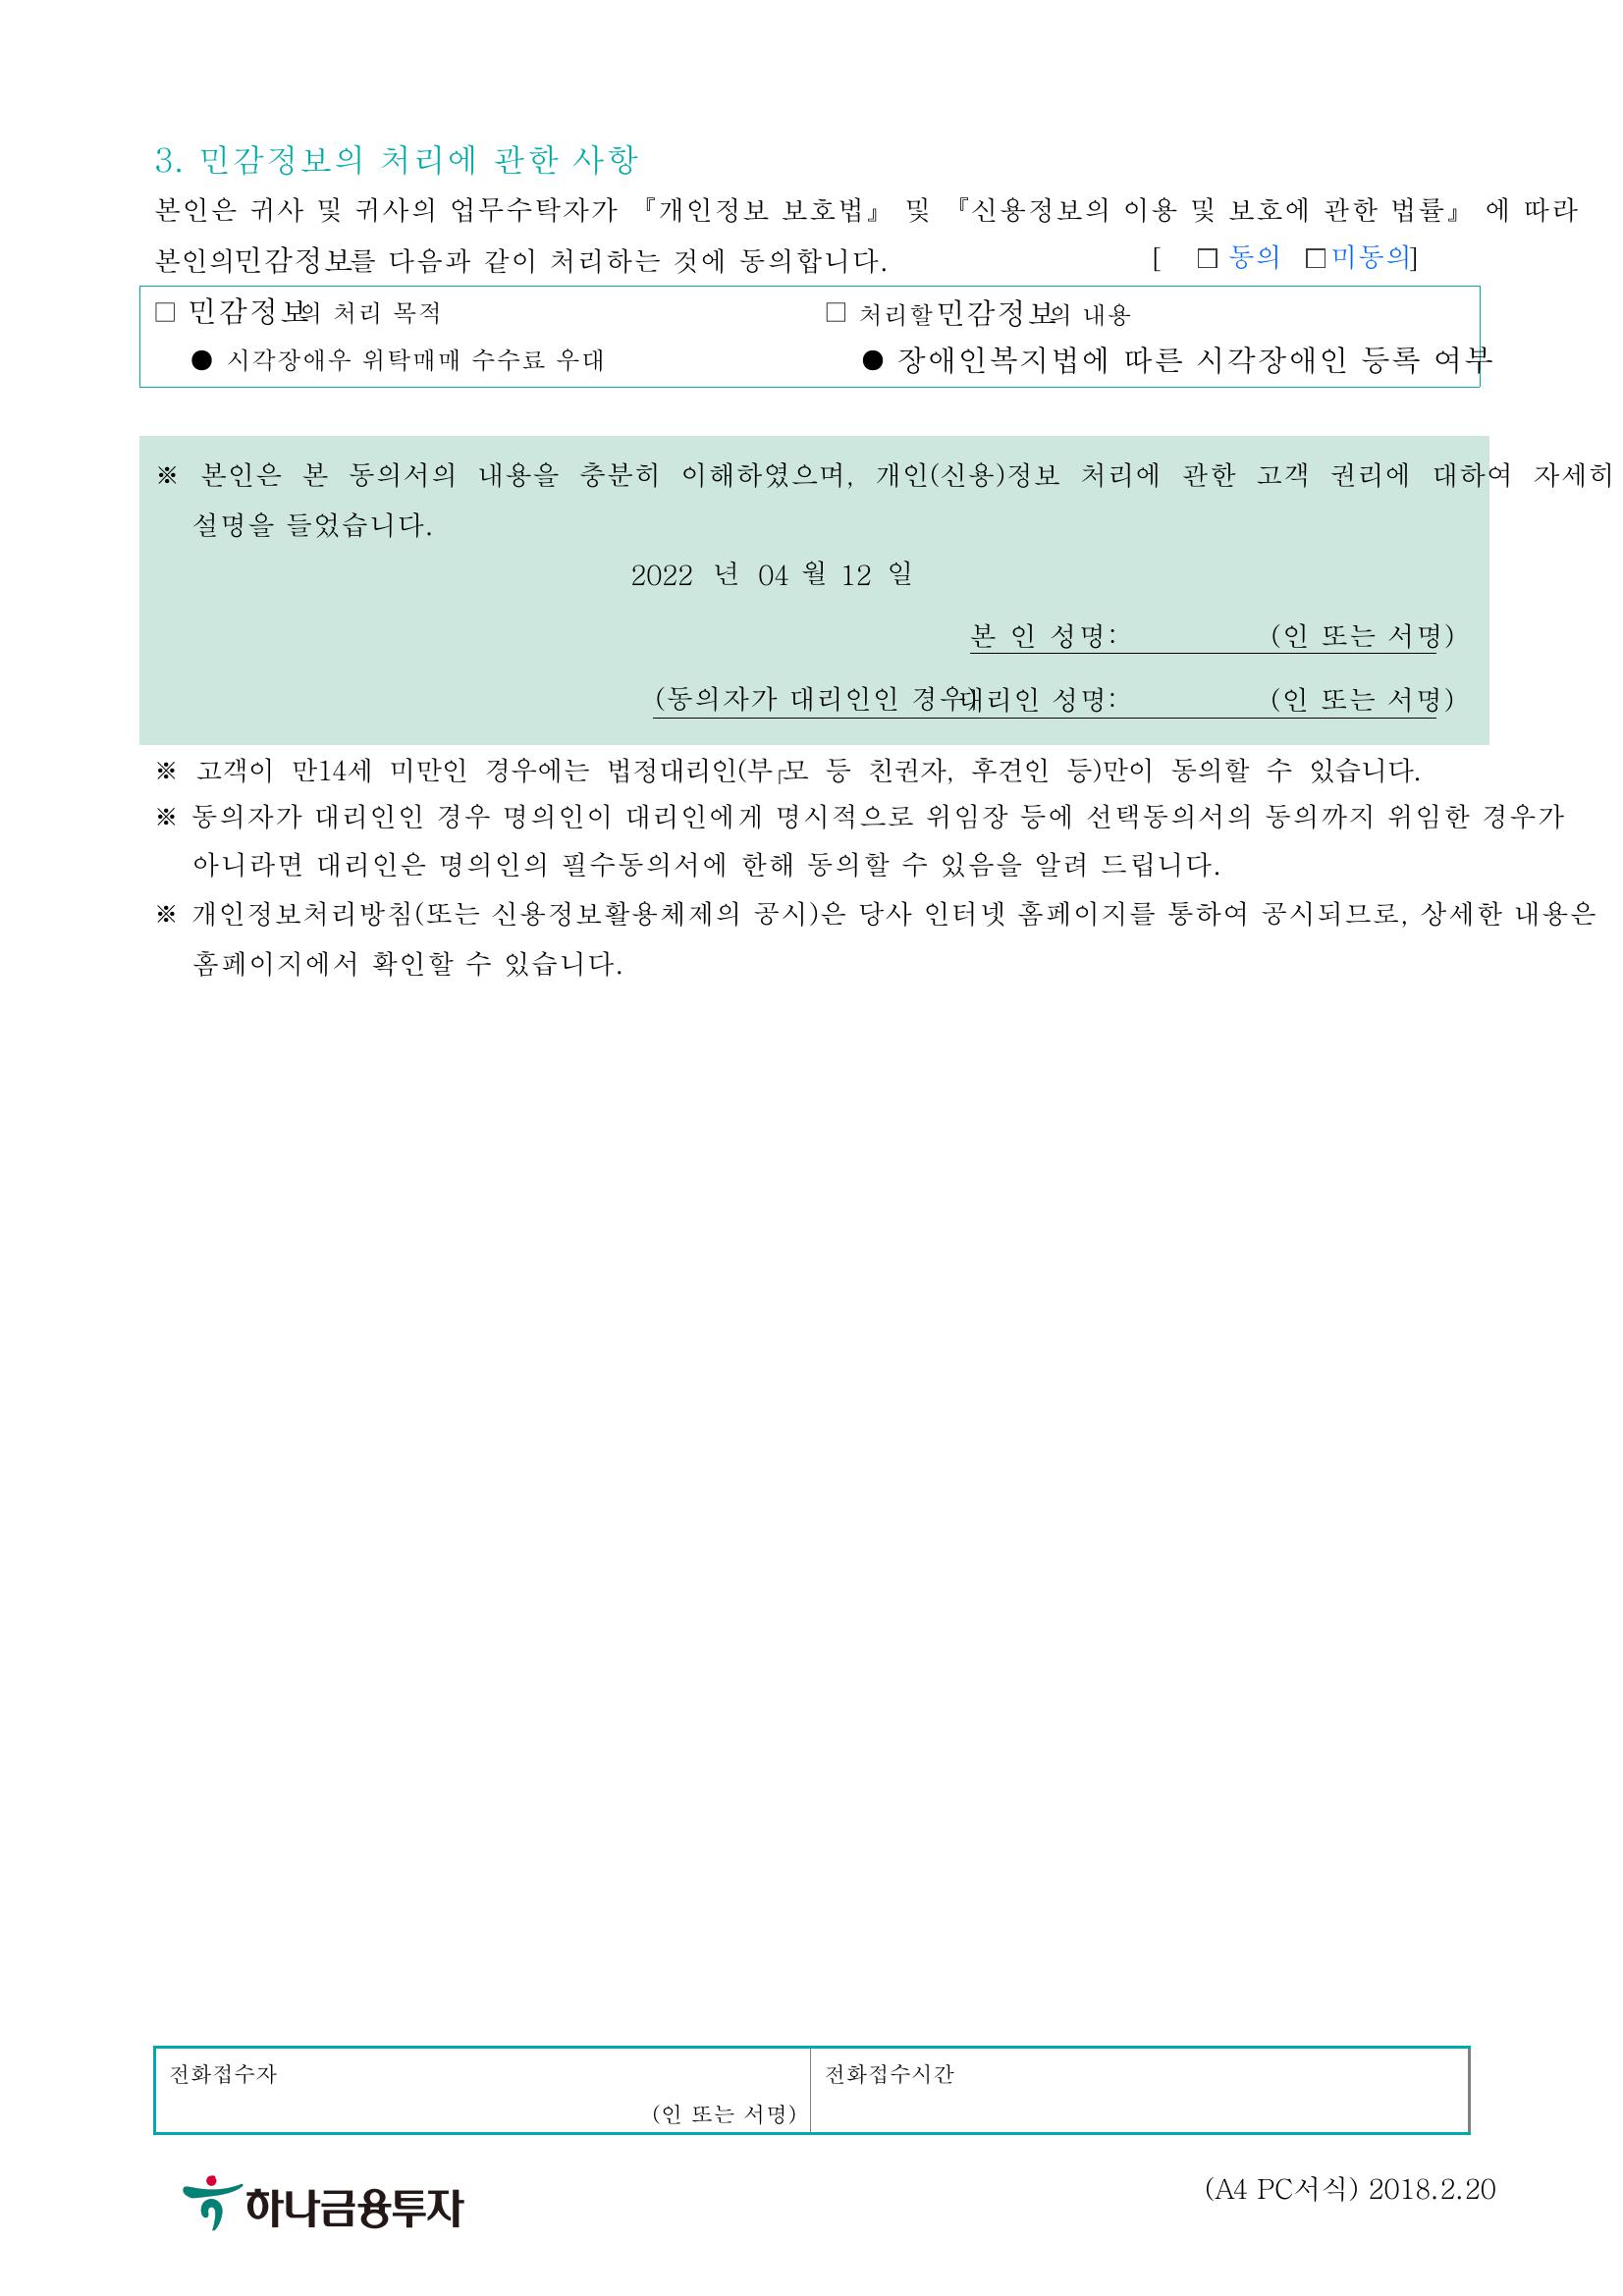 3. 민감정보의 처리에 관한 사항
본인은 귀사 및 귀사의 업무수탁자가 『개인정보 보호법』 및 『신용정보의 이용 및 보호에 관한 법률』 에 따라
본인의민감정보를 다음과 같이 처리하는 것에 동의합니다. [ □ 동의 □미동의]
□ 민감정보의 처리 목적 □ 처리할민감정보의 내용
● 시각장애우 위탁매매 수수료 우대 ● 장애인복지법에 따른 시각장애인 등록 여부
※ 본인은 본 동의서의 내용을 충분히 이해하였으며, 개인(신용)정보 처리에 관한 고객 권리에 대하여 자세히
설명을 들었습니다.
2022 년 04 월 12 일
본 인 성명: (인 또는 서명)
(동의자가 대리인인 경우)대리인 성명: (인 또는 서명)
※ 고객이 만14세 미만인 경우에는 법정대리인(부┌모 등 친권자, 후견인 등)만이 동의할 수 있습니다.
※ 동의자가 대리인인 경우 명의인이 대리인에게 명시적으로 위임장 등에 선택동의서의 동의까지 위임한 경우가
아니라면 대리인은 명의인의 필수동의서에 한해 동의할 수 있음을 알려 드립니다.
※ 개인정보처리방침(또는 신용정보활용체제의 공시)은 당사 인터넷 홈페이지를 통하여 공시되므로, 상세한 내용은
홈페이지에서 확인할 수 있습니다.
전화접수자 전화접수시간
(인 또는 서명)
하나금융투자 (A4 PC서식) 2018.2.20